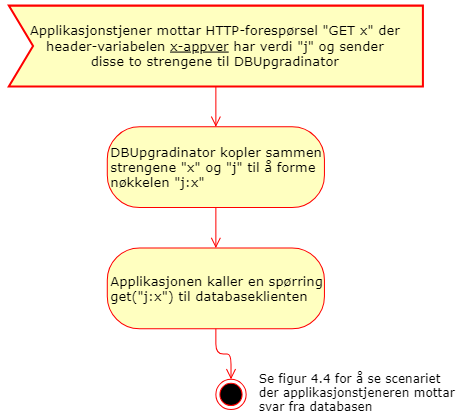 Applikasjonstjener mottar HTTP-forespørsel "GET x" der
header-variabelen x-appver har verdi "j" og sender
disse to strengene til DBUpgradinator
DBUpgradinator kopler sammen
strengene "x" og "j" til å forme
nøkkelen "j:x"
Applikasjonen kaller en spørring
get("j:x") til databaseklienten
Se figur 4.4 for å se scenariet
der applikasjonstjeneren mottar
svar fra databasen